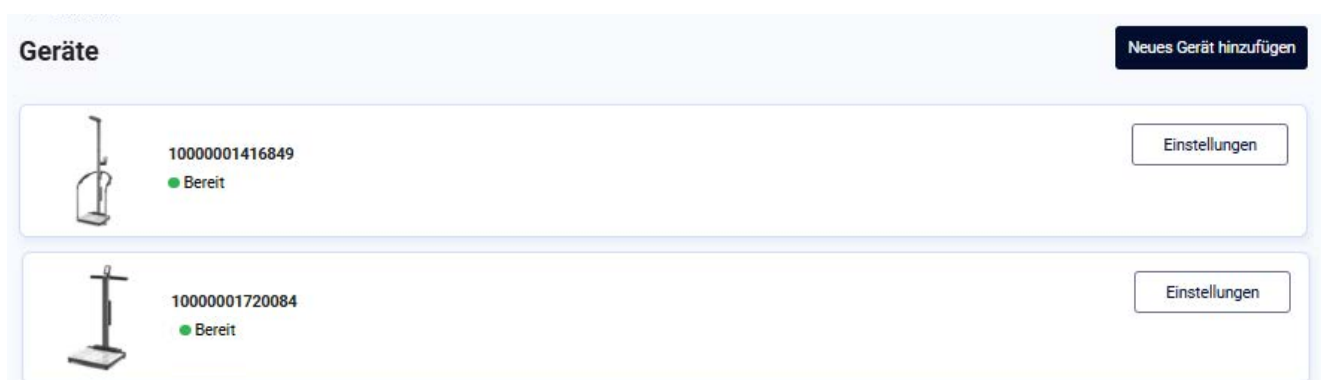 Geräte
Neues Gerät hinzufügen
10000001416849
Einstellungen
Bereit
10000001720084
Einstellungen
Bereit